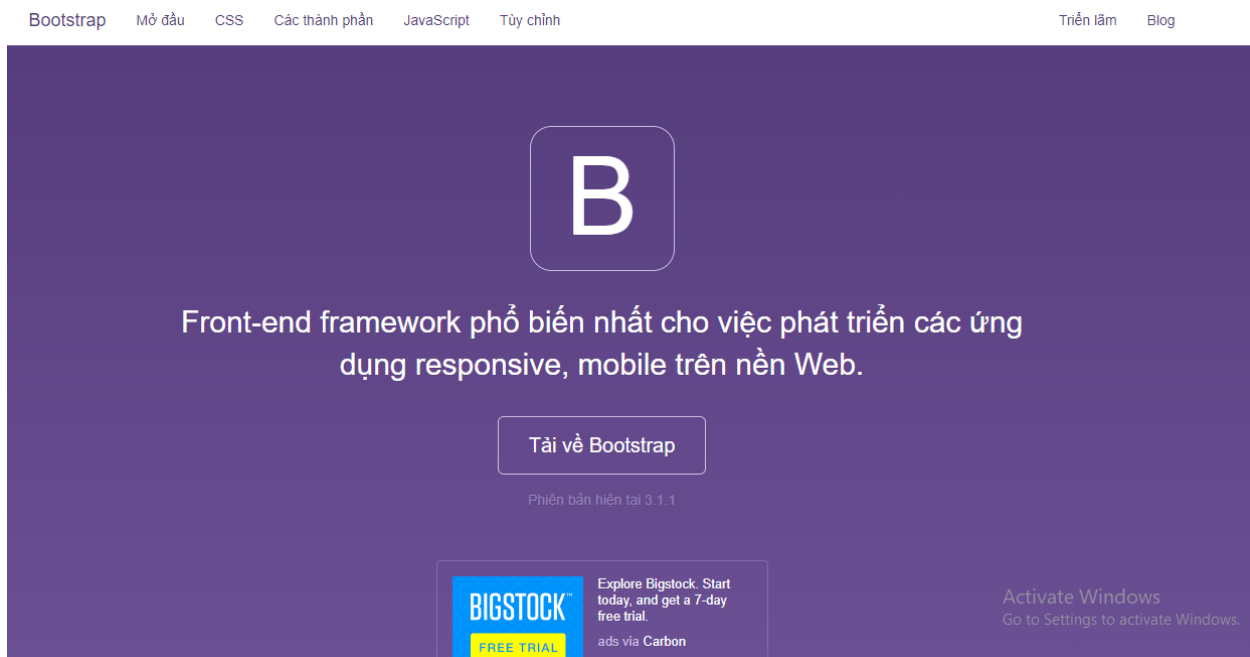 Bootstrap Mở đầu CSS Các thành phần JavaScript Tùy chỉnh Triển lãm Blog
B
Front-end framework phổ biến nhất cho việc phát triển các ứng
dụng responsive, mobile trên nền Web.
Tải về Bootstrap
Phiên bản hiện tại 3.1.1
BIGSTOCK™
FREE TRIAL
Explore Bigstock. Start
today, and get a 7-day
free trial.
ads via Carbon
Activate Windows
Go to Settings to activate Windows.